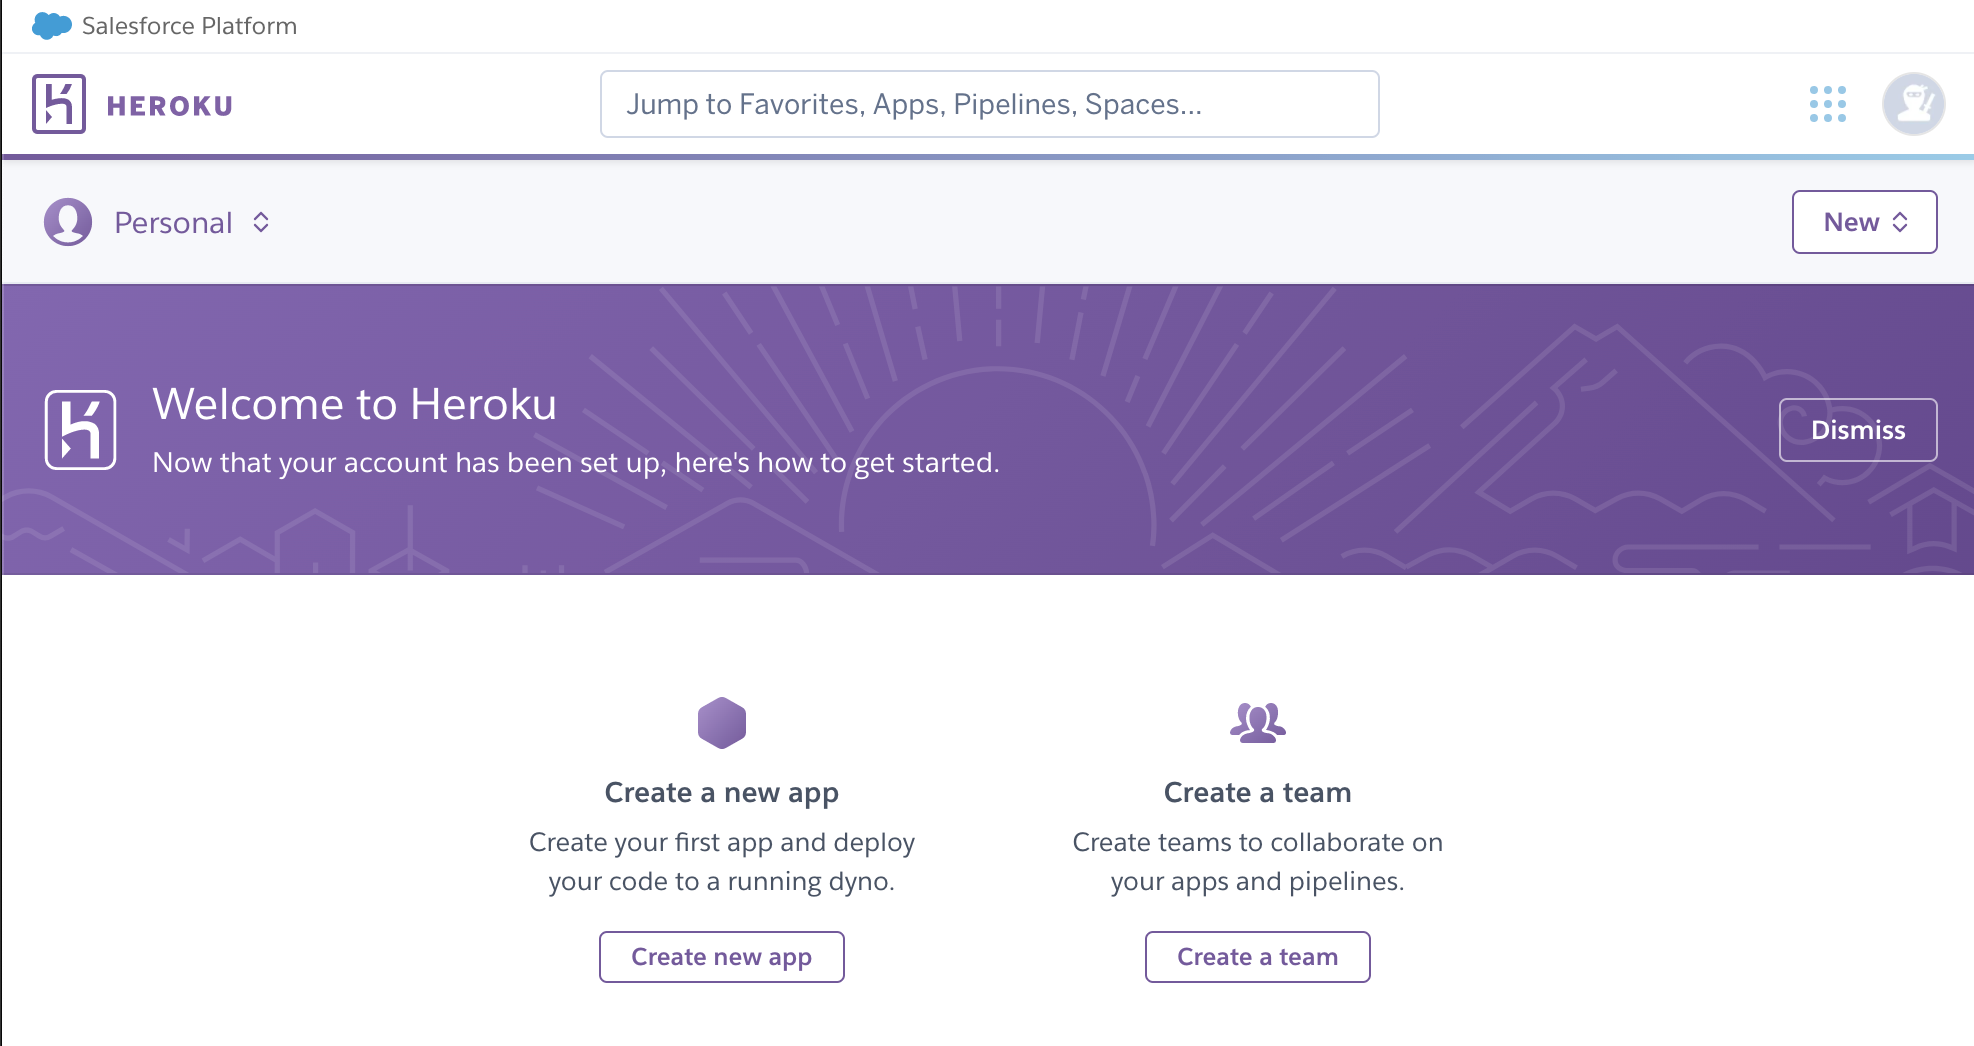 Salesforce Platform
HEROKU
Jump to Favorites, Apps, Pipelines, Spaces...
Personal
New
Welcome to Heroku
Now that your account has been set up, here's how to get started.
Dismiss
Create a new app
Create your first app and deploy
your code to a running dyno.
Create new app
Create a team
Create teams to collaborate on
your apps and pipelines.
Create a team